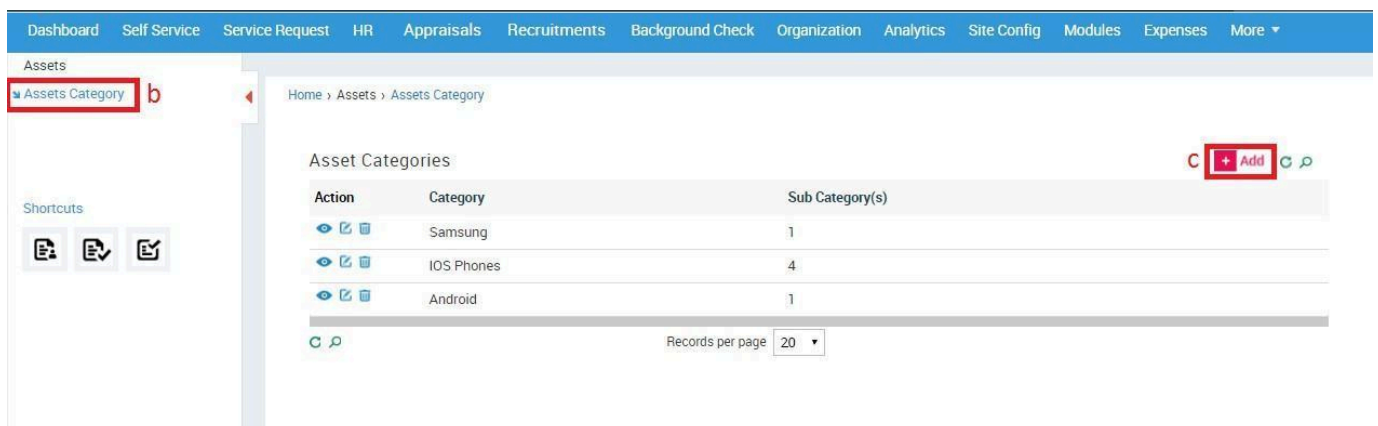 Dashboard Self Service Service Request HR Appraisals Recruitments Background Check Organization Analytics Site Config Modules Expenses More
Assets
Assets Category b
Home › Assets › Assets Category
Asset Categories
c + Add
Action Category Sub Category(s)
Samsung 1
IOS Phones 4
Android 1
Shortcuts
Records per page 20